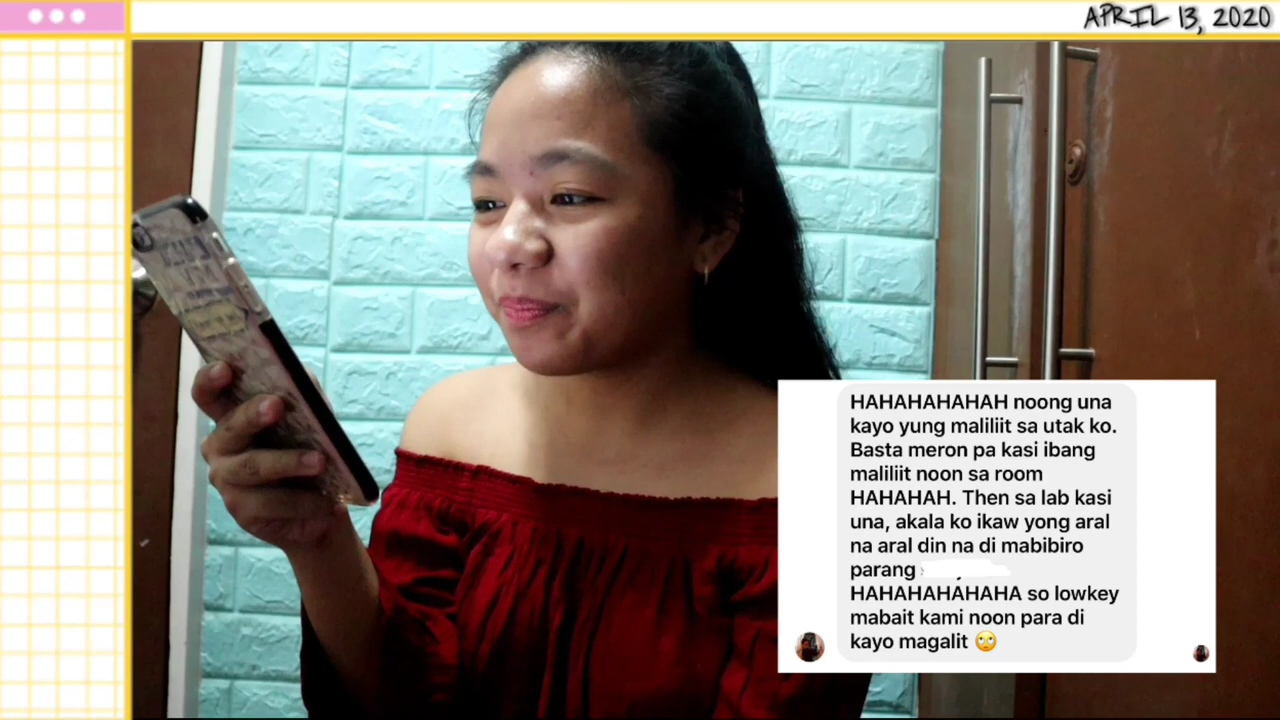 APRIL 13, 2020
HAHAHAHAHAH noong una
kayo yung maliliit sa utak ko.
Basta meron pa kasi ibang
maliliit noon sa room
HAHAHAH. Then sa lab kasi
una, akala ko ikaw yong aral
na aral din na di mabibiro
parang
HAHAHAHAHAHA so lowkey
mabait kami noon para di
kayo magalit 🙄